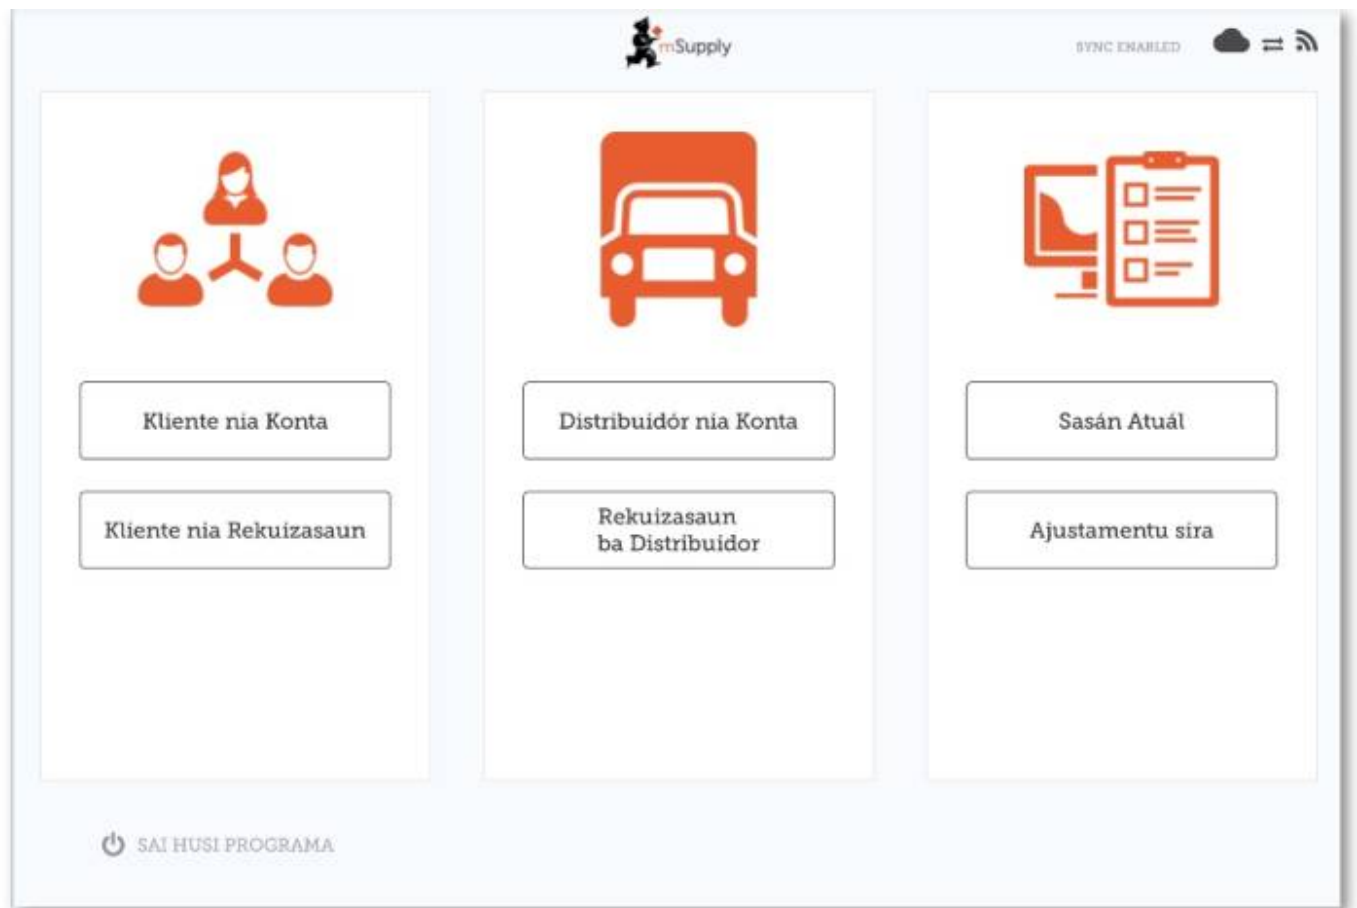 mSupply
SYNC ENABLED
Kliente nia Konta
Kliente nia Rekuizasaun
Distribuidór nia Konta
Rekuizasaun
ba Distribuidor
Sasán Atuál
Ajustamentu sira
SAI HUSI PROGRAMA